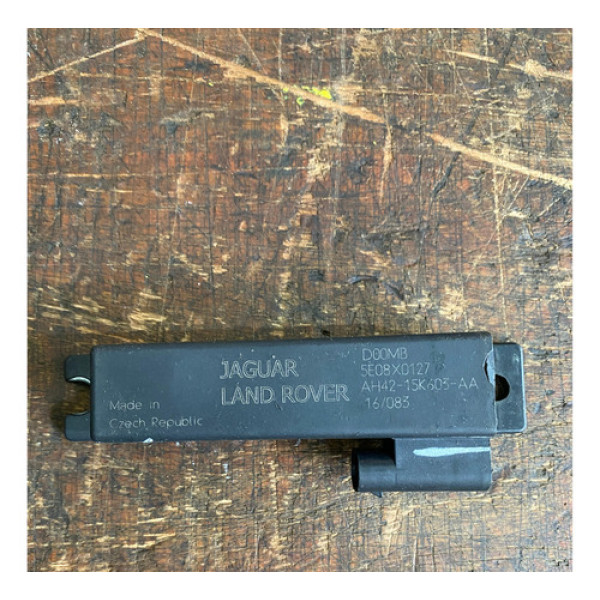 JAGUAR
LAND ROVER
Made in
Czech Republic
D00MB
5E08X0127
AH42-15K603-AA
16/083